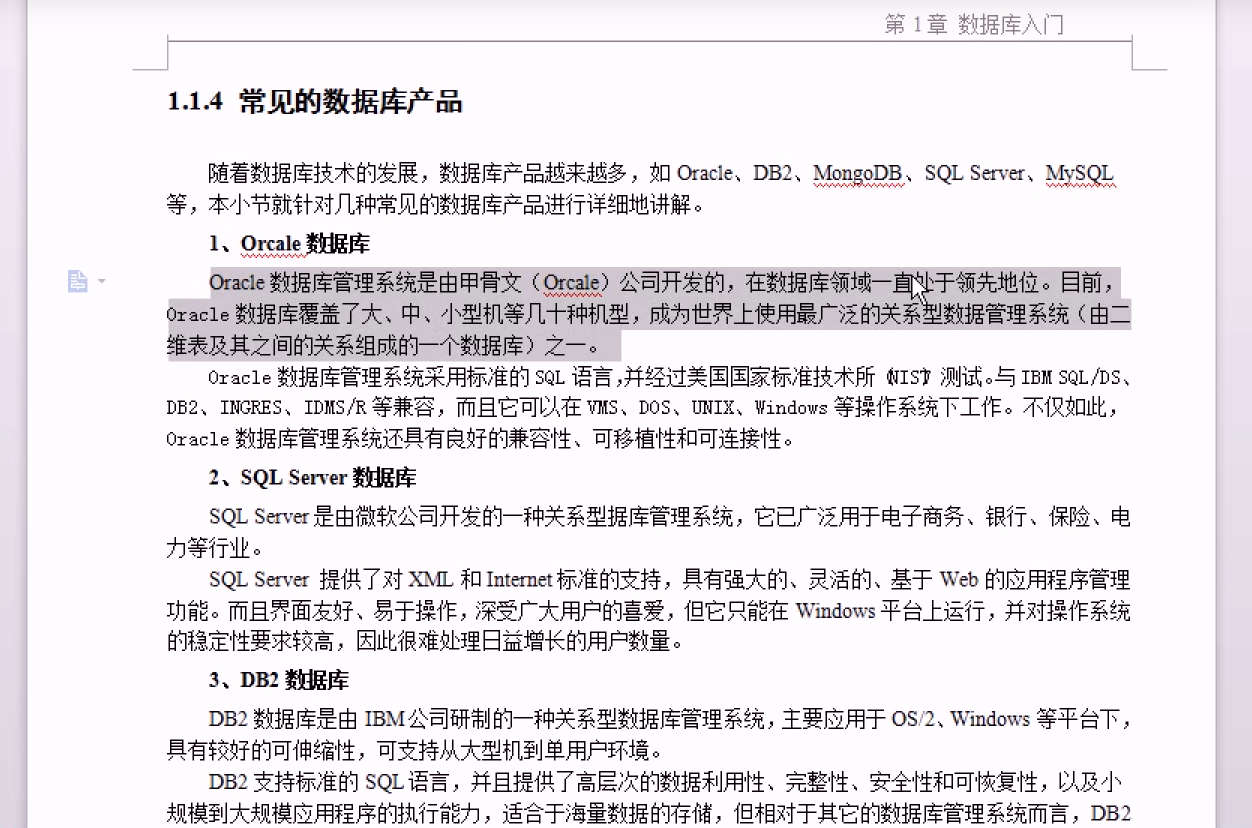 第 1 章 数据库入门
1.1.4 常见的数据库产品
随着数据库技术的发展，数据库产品越来越多，如 Oracle、DB2、MongoDB、SQL Server、MySQL
等，本小节就针对几种常见的数据库产品进行详细地讲解。
1、Orcale 数据库
Oracle 数据库管理系统是由甲骨文（Orcale）公司开发的，在数据库领域一直处于领先地位。目前，
Oracle 数据库覆盖了大、中、小型机等几十种机型，成为世界上使用最广泛的关系型数据管理系统（由二
维表及其之间的关系组成的一个数据库）之一。
Oracle 数据库管理系统采用标准的 SQL 语言，并经过美国国家标准技术所（NIST）测试。与 IBM SQL/DS、
DB2、INGRES、IDMS/R 等兼容，而且它可以在 VMS、DOS、UNIX、Windows 等操作系统下工作。不仅如此，
Oracle 数据库管理系统还具有良好的兼容性、可移植性和可连接性。
2、SQL Server 数据库
SQL Server 是由微软公司开发的一种关系型据库管理系统，它已广泛用于电子商务、银行、保险、电
力等行业。
SQL Server 提供了对 XML 和 Internet 标准的支持，具有强大的、灵活的、基于 Web 的应用程序管理
功能。而且界面友好、易于操作，深受广大用户的喜爱，但它只能在 Windows 平台上运行，并对操作系统
的稳定性要求较高，因此很难处理日益增长的用户数量。
3、DB2 数据库
DB2 数据库是由 IBM 公司研制的一种关系型数据库管理系统，主要应用于 OS/2、Windows 等平台下，
具有较好的可伸缩性，可支持从大型机到单用户环境。
DB2 支持标准的 SQL 语言，并且提供了高层次的数据利用性、完整性、安全性和可恢复性，以及小
规模到大规模应用程序的执行能力，适合于海量数据的存储，但相对于其它的数据库管理系统而言，DB2